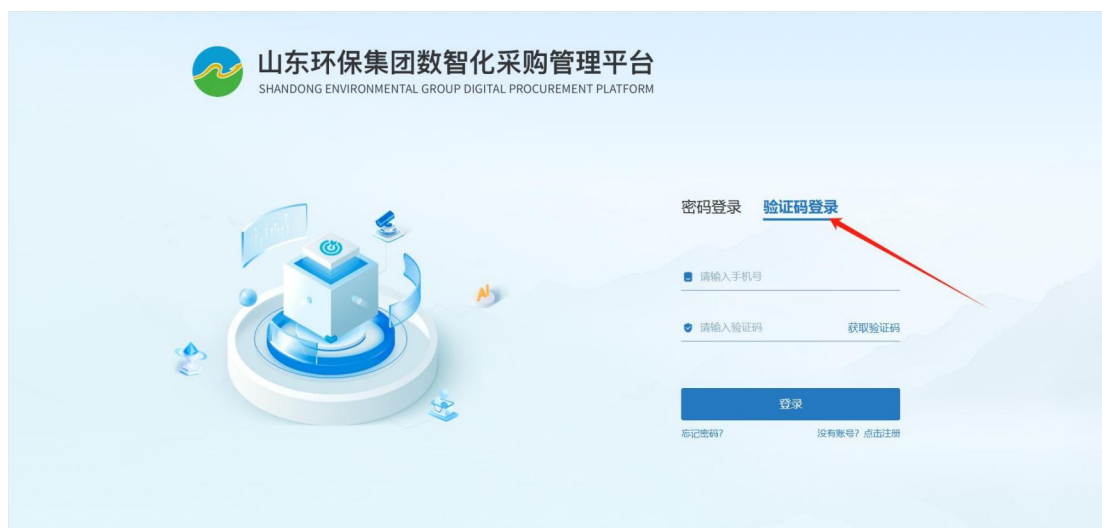 山东环保集团数智化采购管理平台
SHANDONG ENVIRONMENTAL GROUP DIGITAL PROCUREMENT PLATFORM
密码登录 验证码登录
请输入手机号
AI
请输入验证码 获取验证码
登录
忘记密码? 没有账号? 点击注册